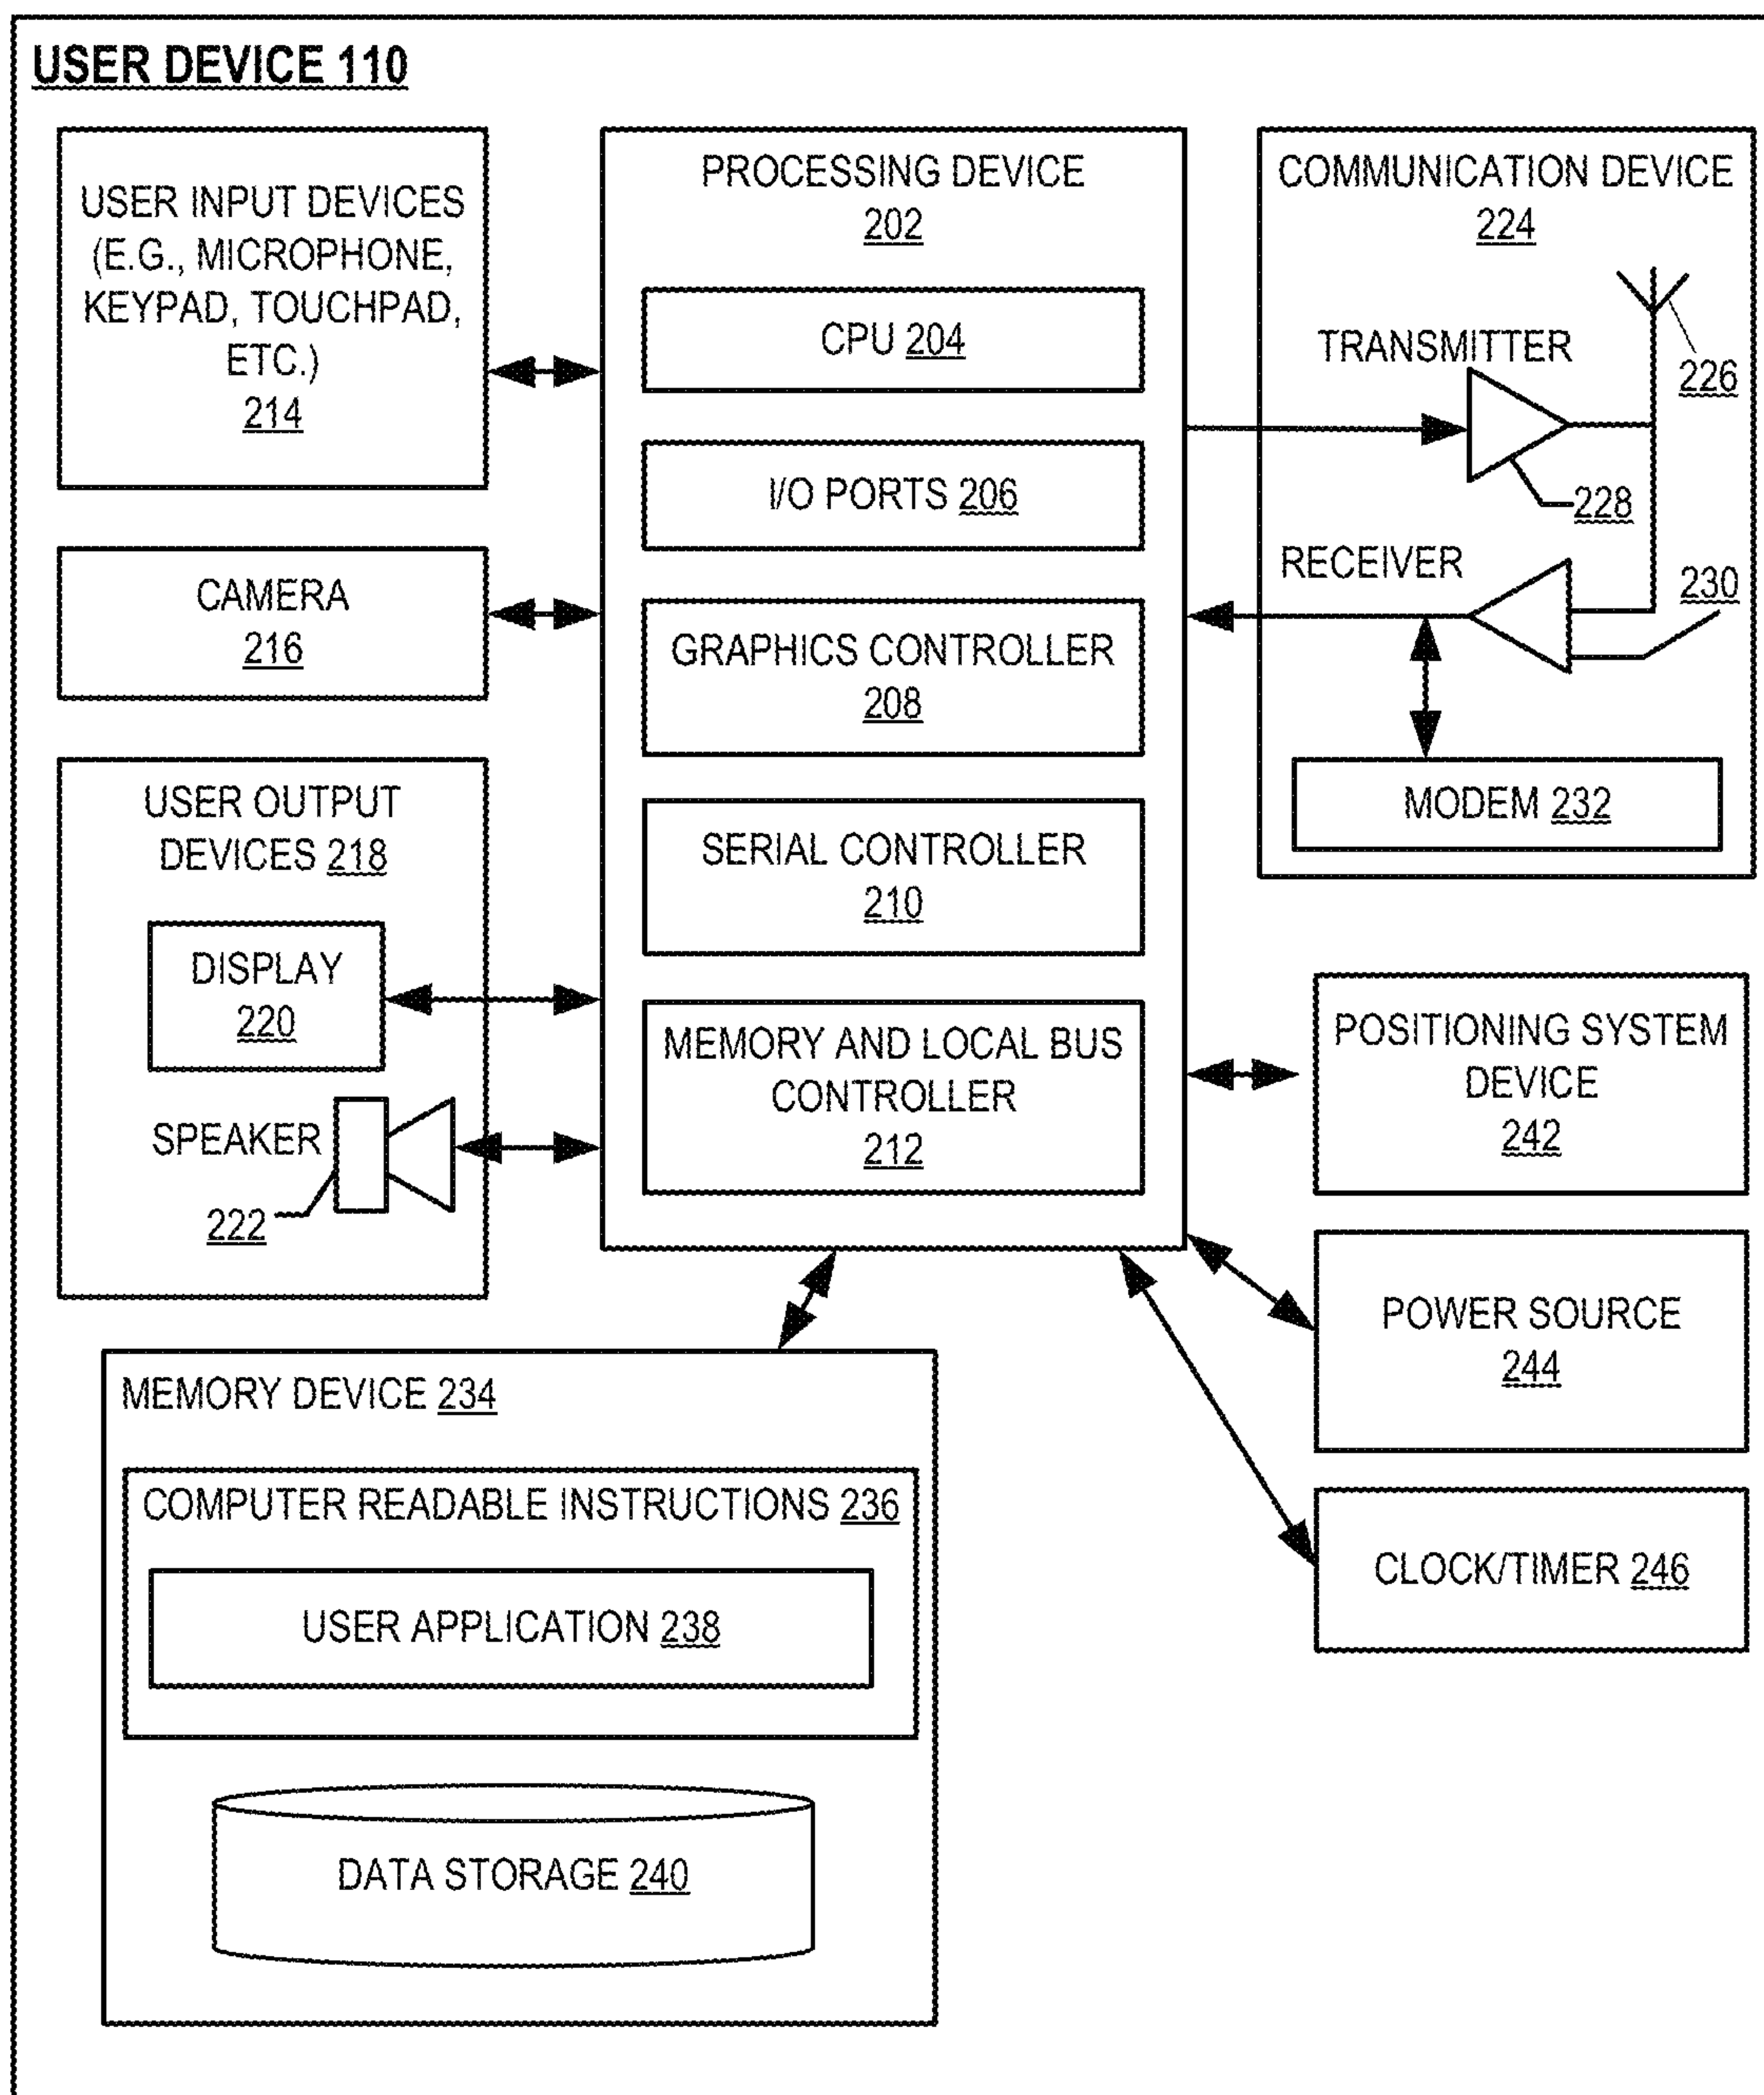 USER DEVICE 110
USER INPUT DEVICES
(E.G., MICROPHONE,
KEYPAD, TOUCHPAD,
ETC.)
214
CAMERA
216
USER OUTPUT
DEVICES 218
DISPLAY
220
SPEAKER
222
PROCESSING DEVICE
202
CPU 204
I/O PORTS 206
GRAPHICS CONTROLLER
208
SERIAL CONTROLLER
210
MEMORY AND LOCAL BUS
CONTROLLER
212
COMMUNICATION DEVICE
224
226
TRANSMITTER
228
RECEIVER
230
MODEM 232
POSITIONING SYSTEM
DEVICE
242
POWER SOURCE
244
CLOCK/TIMER 246
MEMORY DEVICE 234
COMPUTER READABLE INSTRUCTIONS 236
USER APPLICATION 238
DATA STORAGE 240